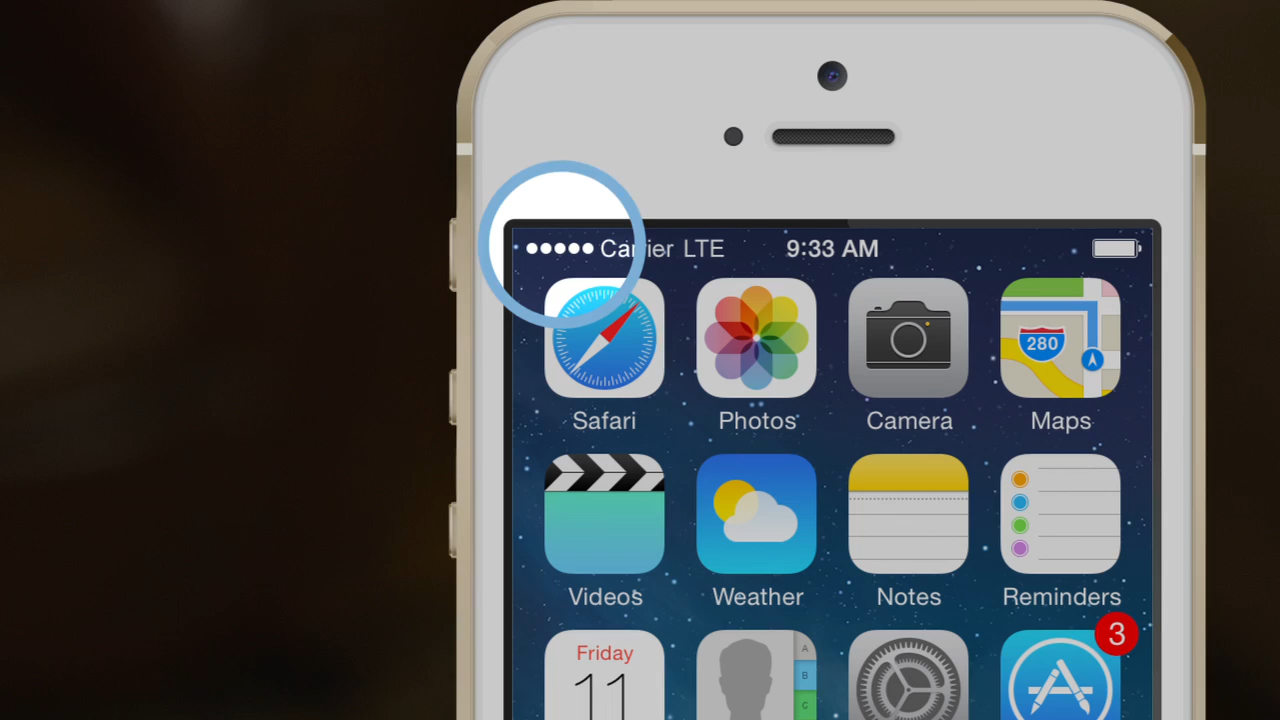 Carrier LTE 9:33 AM
280
Safari Photos Camera Maps
Videos Weather Notes Reminders
3
Friday A
11 B
C